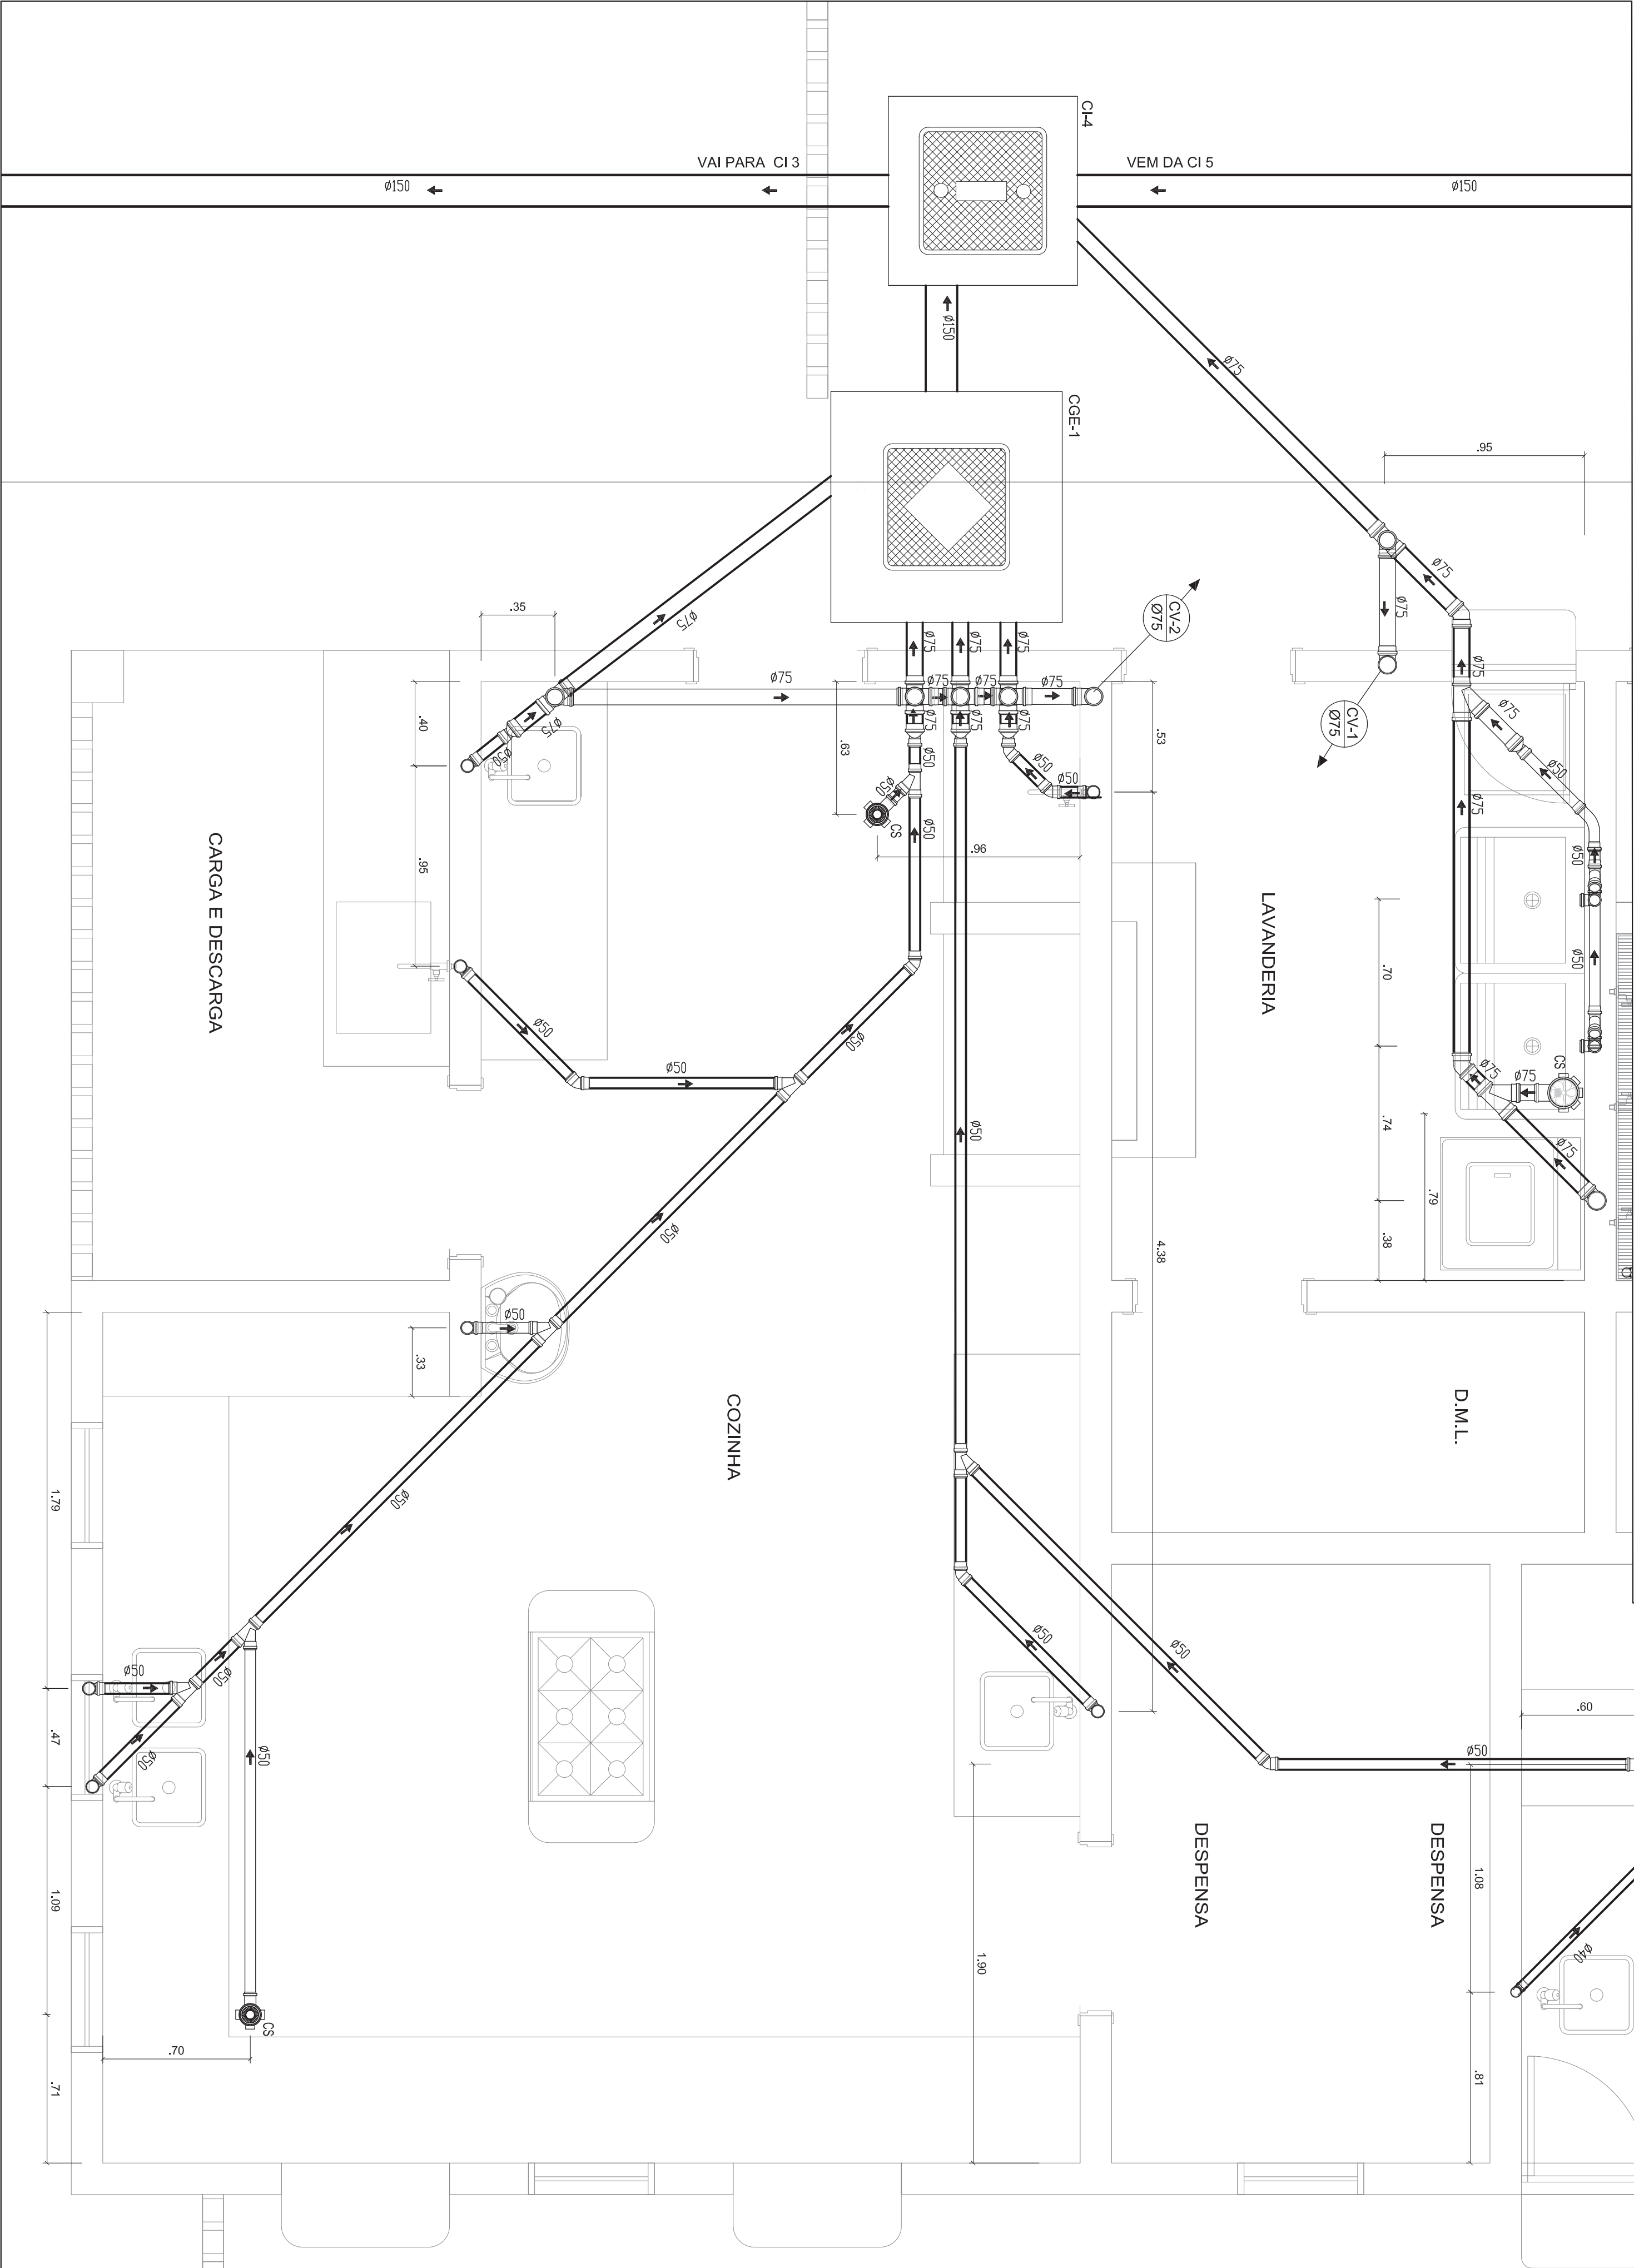 CI-4
VAI PARA CI 3
VEM DA CI 5
Ø150
Ø150
Ø150
CGE-1
Ø75
.95
Ø75
Ø75
CV-2
Ø75
CV-1
Ø75
.35
Ø75
Ø75
Ø75
Ø75
Ø75
Ø75
Ø75
Ø75
Ø75
Ø75
Ø75
Ø75
Ø75
Ø75
Ø50
.40
.63
.53
Ø50
Ø50
Ø50
Ø50
Ø50
CS
Ø50
.96
Ø75
Ø50
.95
CARGA E DESCARGA
LAVANDERIA
.70
Ø50
Ø50
Ø50
Ø50
Ø75
Ø75
CS
Ø50
.74
Ø75
.79
Ø50
4.38
.38
Ø50
.33
COZINHA
D.M.L.
1.79
Ø50
Ø50
Ø50
Ø50
Ø50
.60
.47
Ø50
Ø50
Ø50
DESPENSA
DESPENSA
1.08
1.09
1.90
Ø40
CS
.70
.71
.81